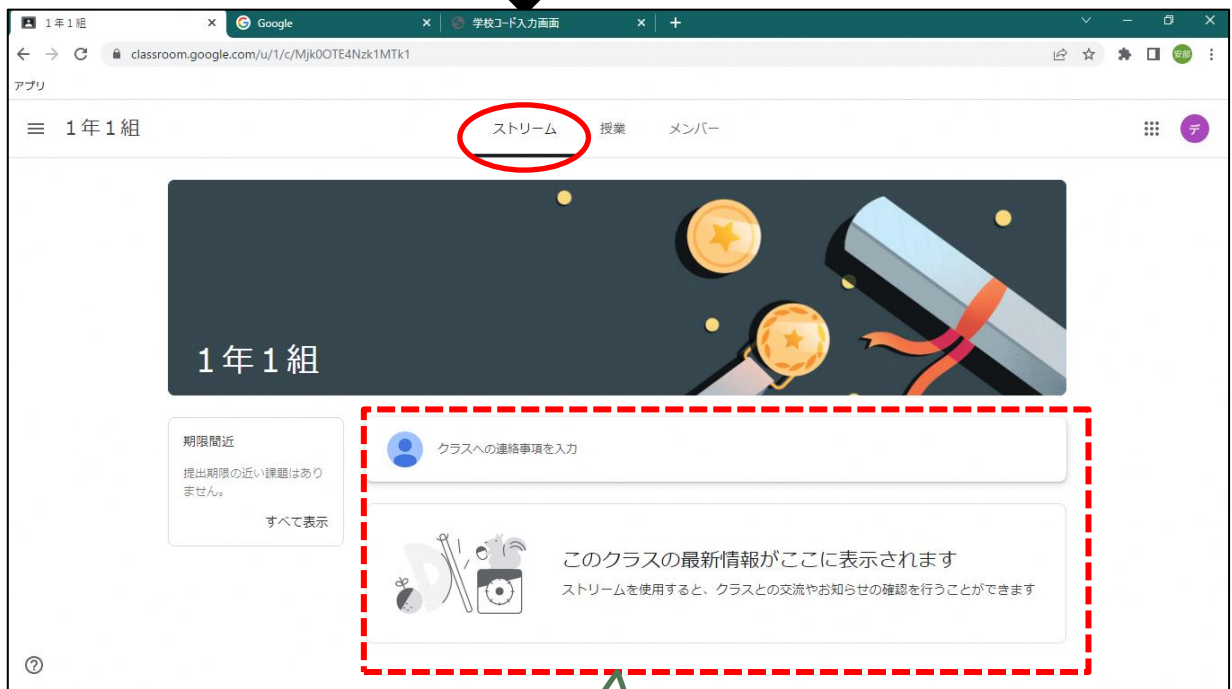 1年1組
Google
学校コード入力画面
classroom.google.com/u/1/c/Mjk0OTE4Nzk1MTk1
安部
アプリ
1年1組
ストリーム
授業
メンバー
デ
1年1組
期限間近
提出期限の近い課題はあり
ません。
すべて表示
クラスへの連絡事項を入力
このクラスの最新情報がここに表示されます
ストリームを使用すると、クラスとの交流やお知らせの確認を行うことができます